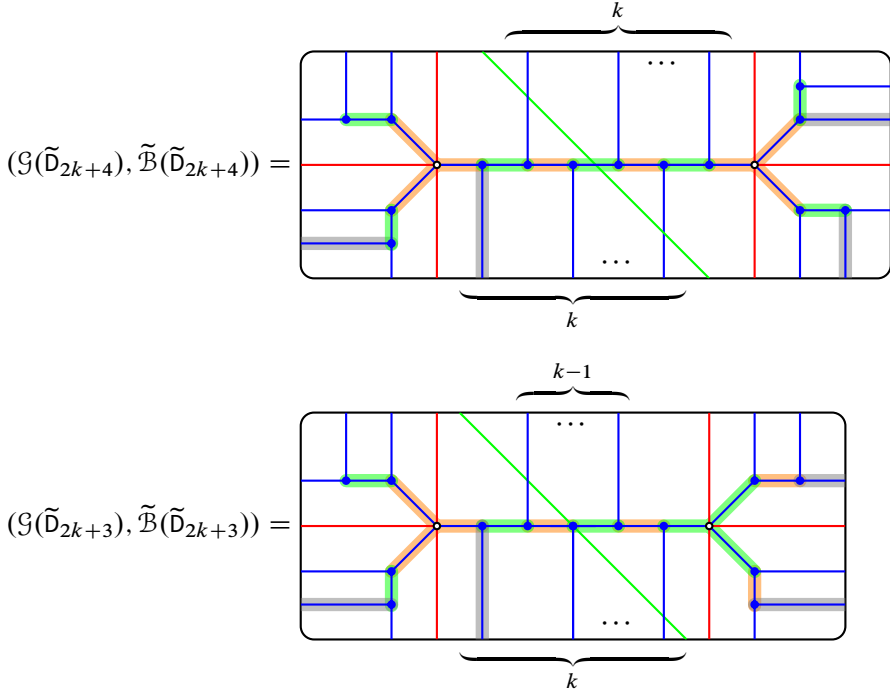 k
...
(𝒢(D̃₂ₖ₊₄), ℬ̃(D̃₂ₖ₊₄)) =
...
k
k−1
...
(𝒢(D̃₂ₖ₊₃), ℬ̃(D̃₂ₖ₊₃)) =
...
k